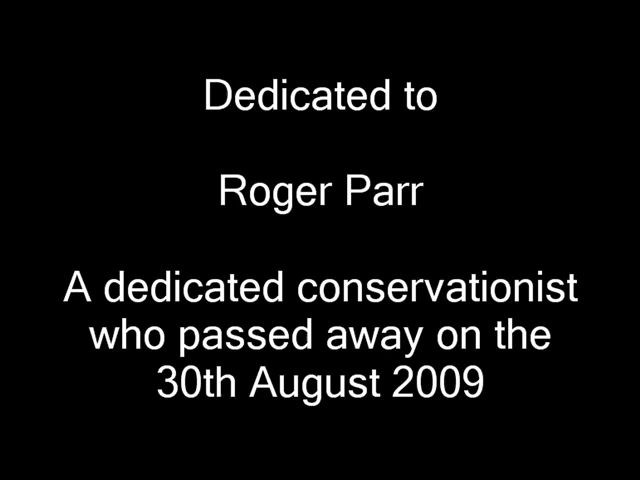 Dedicated to
Roger Parr
A dedicated conservationist
who passed away on the
30th August 2009